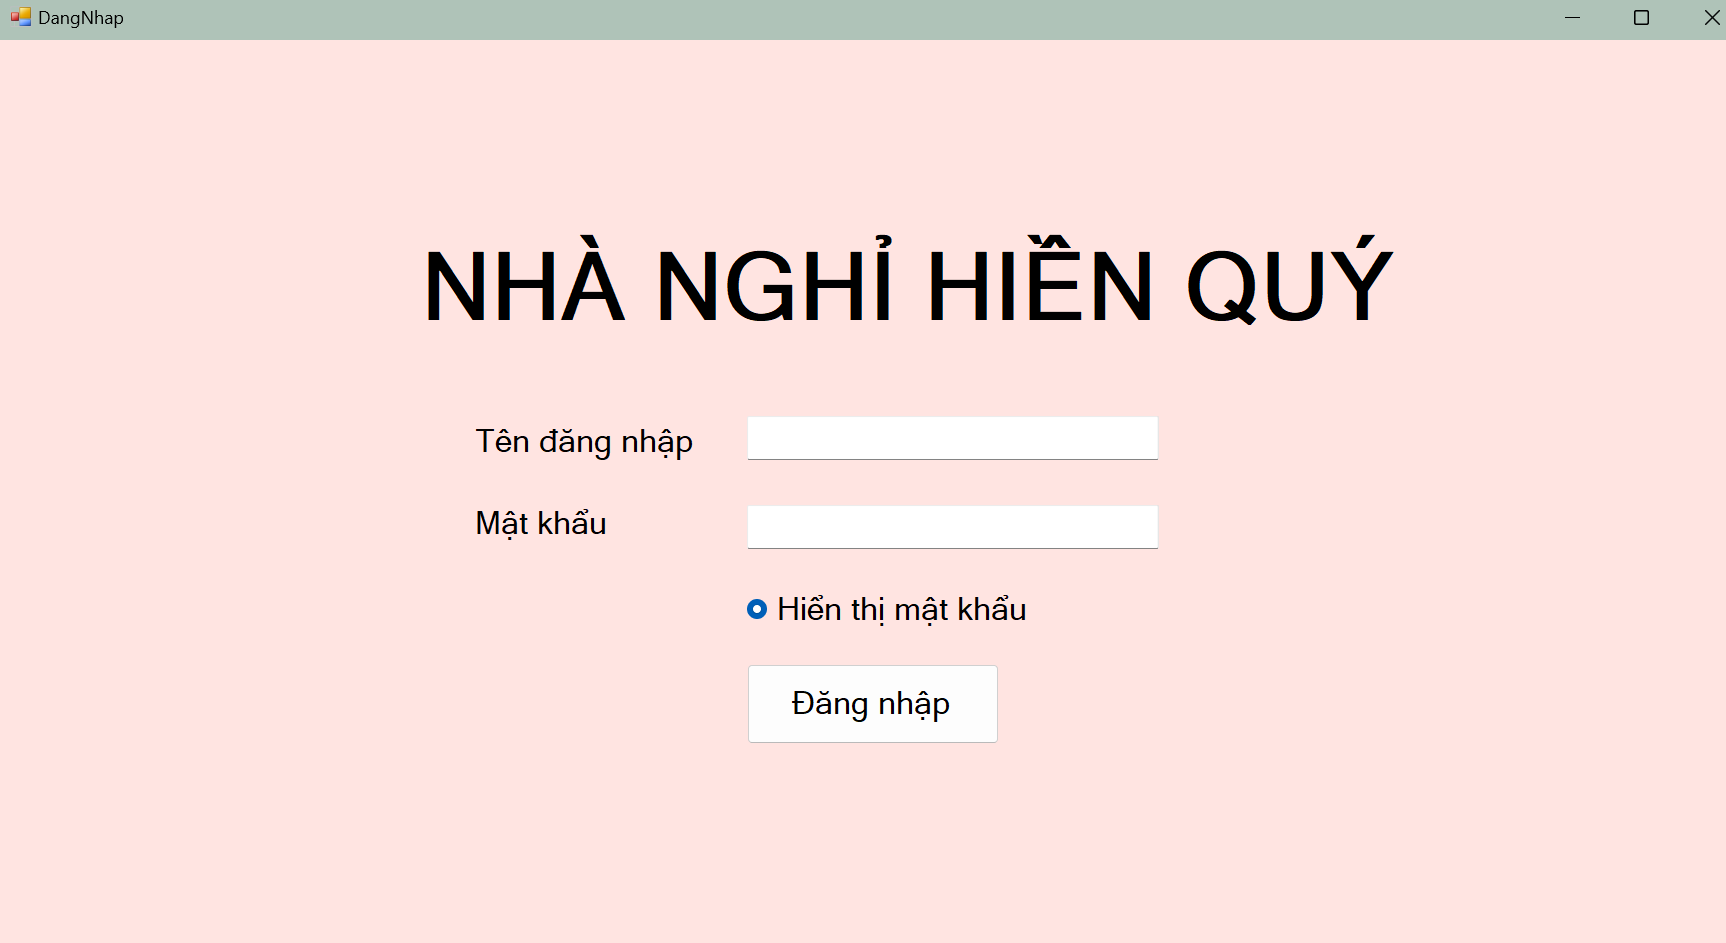 DangNhap
NHÀ NGHỈ HIỀN QUÝ
Tên đăng nhập
Mật khẩu
Hiển thị mật khẩu
Đăng nhập